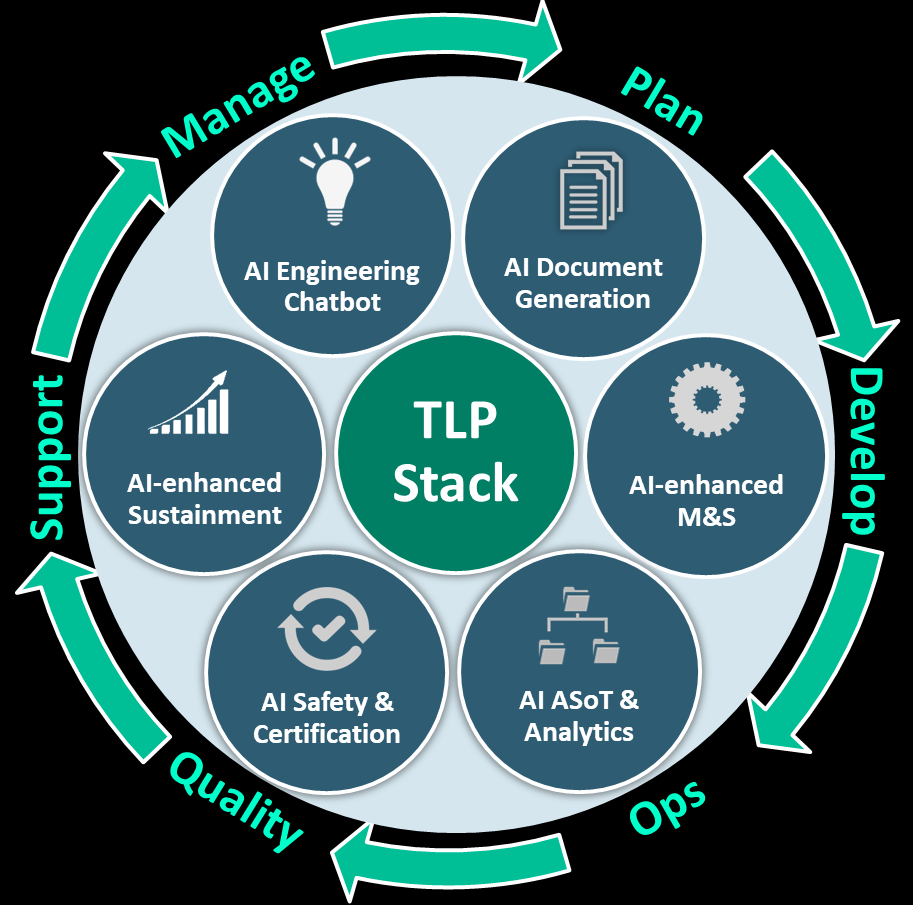 Manage
Plan
AI Engineering
Chatbot
AI Document
Generation
Support
AI-enhanced
Sustainment
TLP
Stack
AI-enhanced
M&S
Develop
AI Safety &
Certification
AI ASoT &
Analytics
Quality
Ops